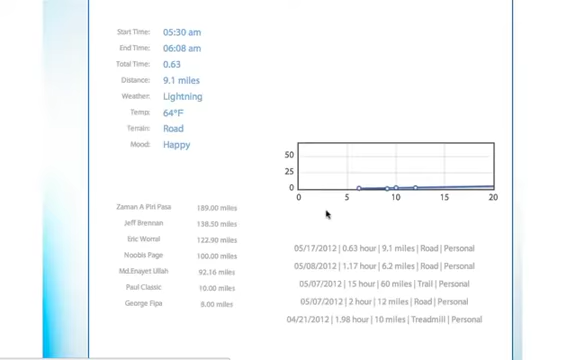 Start Time: 05:30 am
End Time: 06:08 am
Total Time: 0.63
Distance: 9.1 miles
Weather: Lightning
Temp: 64°F
Terrain: Road
Mood: Happy
50
25
0
0 5 10 15 20
Zaman A Piri Pasa 189.00 miles
Jeff Brennan 138.50 miles
Eric Worral 122.90 miles
Noobis Page 100.00 miles
Md.Enayet Ullah 92.16 miles
Paul Classic 10.00 miles
George Fipa 8.00 miles
05/17/2012 | 0.63 hour | 9.1 miles | Road | Personal
05/08/2012 | 1.17 hour | 6.2 miles | Road | Personal
05/07/2012 | 15 hour | 60 miles | Trail | Personal
05/07/2012 | 2 hour | 12 miles | Road | Personal
04/21/2012 | 1.98 hour | 10 miles | Treadmill | Personal